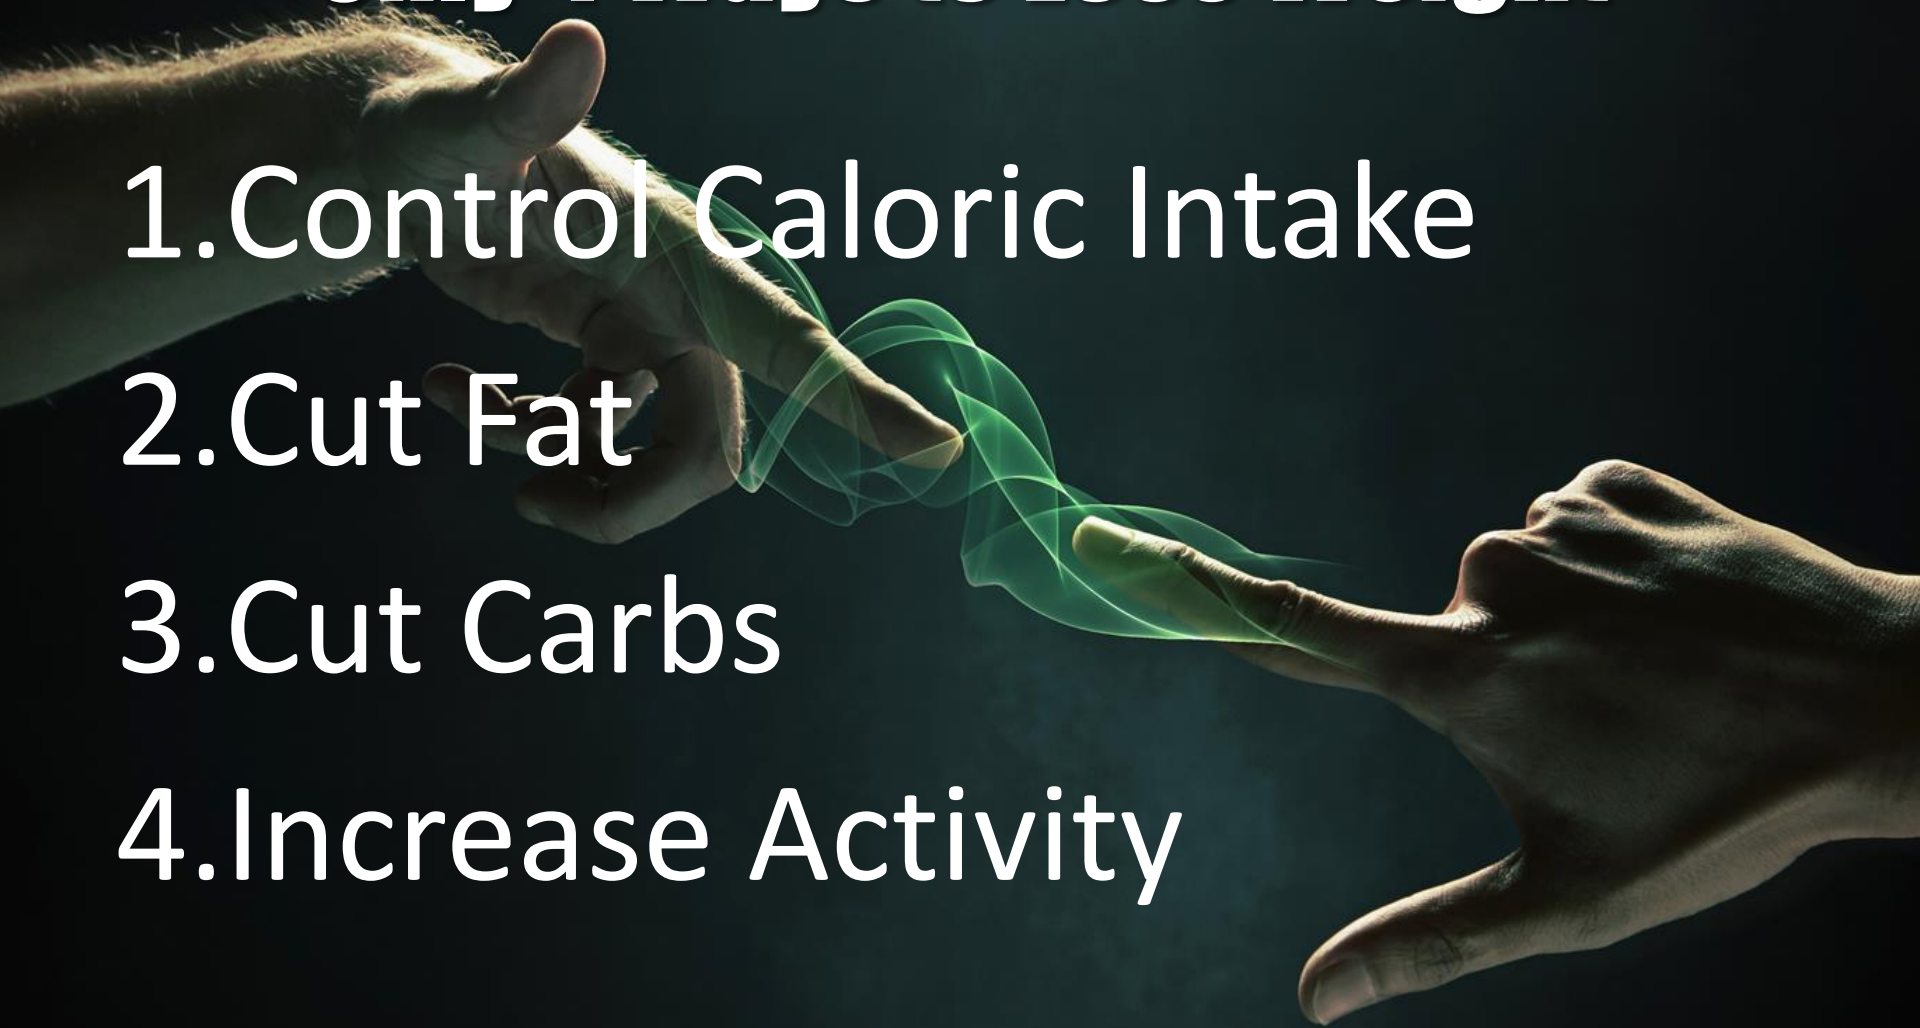 1.Control Caloric Intake
2.Cut Fat
3.Cut Carbs
4.Increase Activity